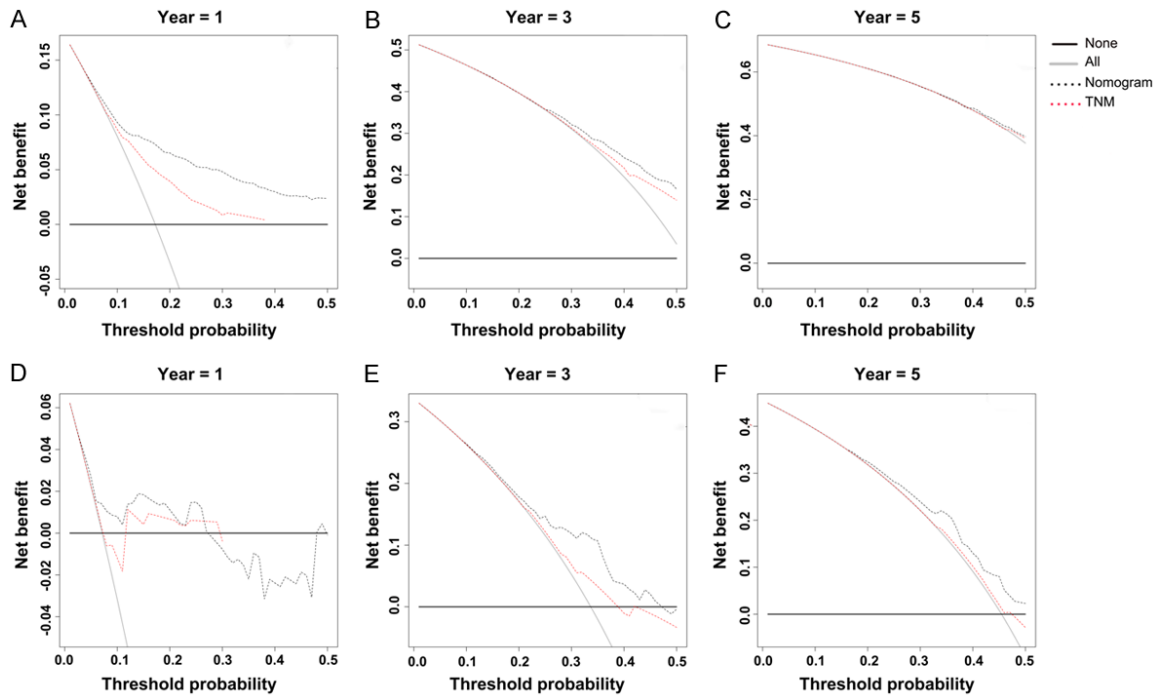 A
Year = 1
Net benefit
0.15
0.10
0.05
0.00
-0.05
0.0 0.1 0.2 0.3 0.4 0.5
Threshold probability
B
Year = 3
Net benefit
0.5
0.4
0.3
0.2
0.1
0.0
0.0 0.1 0.2 0.3 0.4 0.5
Threshold probability
C
Year = 5
Net benefit
0.6
0.4
0.2
0.0
0.0 0.1 0.2 0.3 0.4 0.5
Threshold probability
None
All
Nomogram
TNM
D
Year = 1
Net benefit
0.06
0.04
0.02
0.00
-0.02
-0.04
0.0 0.1 0.2 0.3 0.4 0.5
Threshold probability
E
Year = 3
Net benefit
0.3
0.2
0.1
0.0
0.0 0.1 0.2 0.3 0.4 0.5
Threshold probability
F
Year = 5
Net benefit
0.4
0.3
0.2
0.1
0.0
0.0 0.1 0.2 0.3 0.4 0.5
Threshold probability